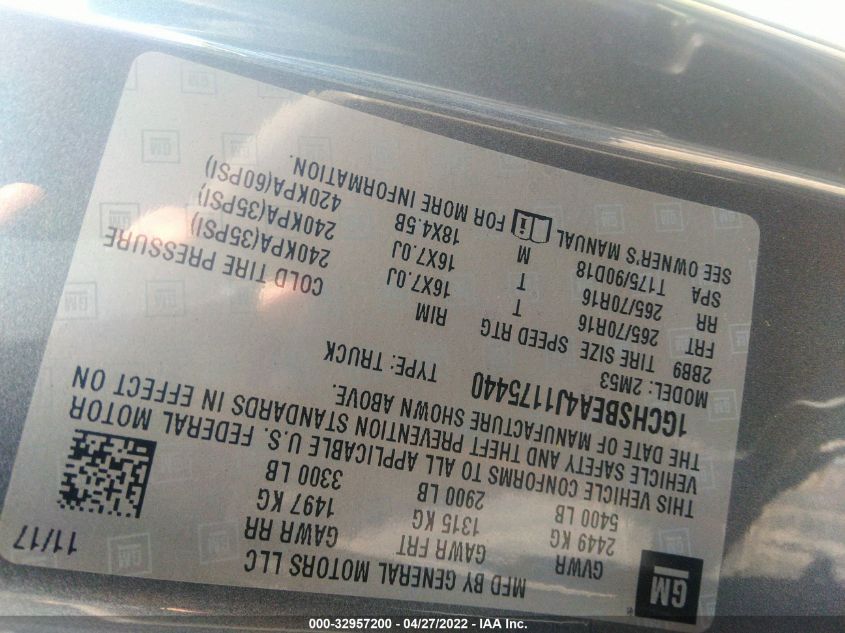 GM
MFD BY GENERAL MOTORS LLC
11/17
GVWR GAWR FRT GAWR RR
2449 KG 1315 KG 1497 KG
5400 LB 2900 LB 3300 LB
THIS VEHICLE CONFORMS TO ALL APPLICABLE U.S. FEDERAL MOTOR
VEHICLE SAFETY AND THEFT PREVENTION STANDARDS IN EFFECT ON
THE DATE OF MANUFACTURE SHOWN ABOVE.
1GCHSBEA4J1175440 TYPE: TRUCK
MODEL: 2M53
2BB9 TIRE SIZE SPEED RTG RIM COLD TIRE PRESSURE
FRT 265/70R16 T 16X7.0J 240KPA(35PSI)
RR 265/70R16 T 16X7.0J 240KPA(35PSI)
SPA T175/90D18 M 18X4.5B 420KPA(60PSI)
SEE OWNER'S MANUAL FOR MORE INFORMATION.
000-32957200 - 04/27/2022 - IAA Inc.